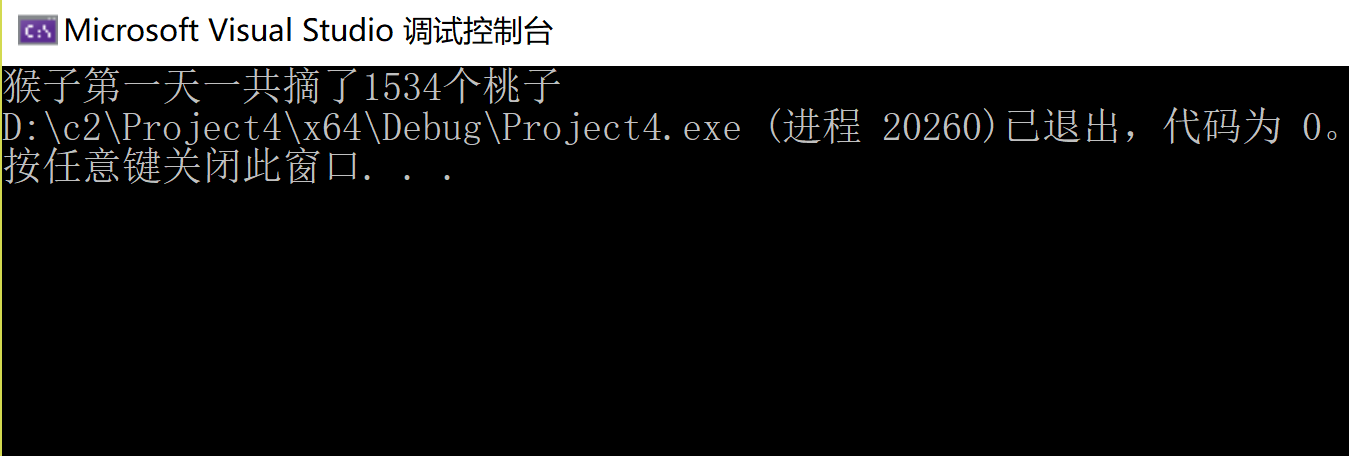 Microsoft Visual Studio 调试控制台
猴子第一天一共摘了1534个桃子
D:\c2\Project4\x64\Debug\Project4.exe (进程 20260)已退出，代码为 0。
按任意键关闭此窗口. . .